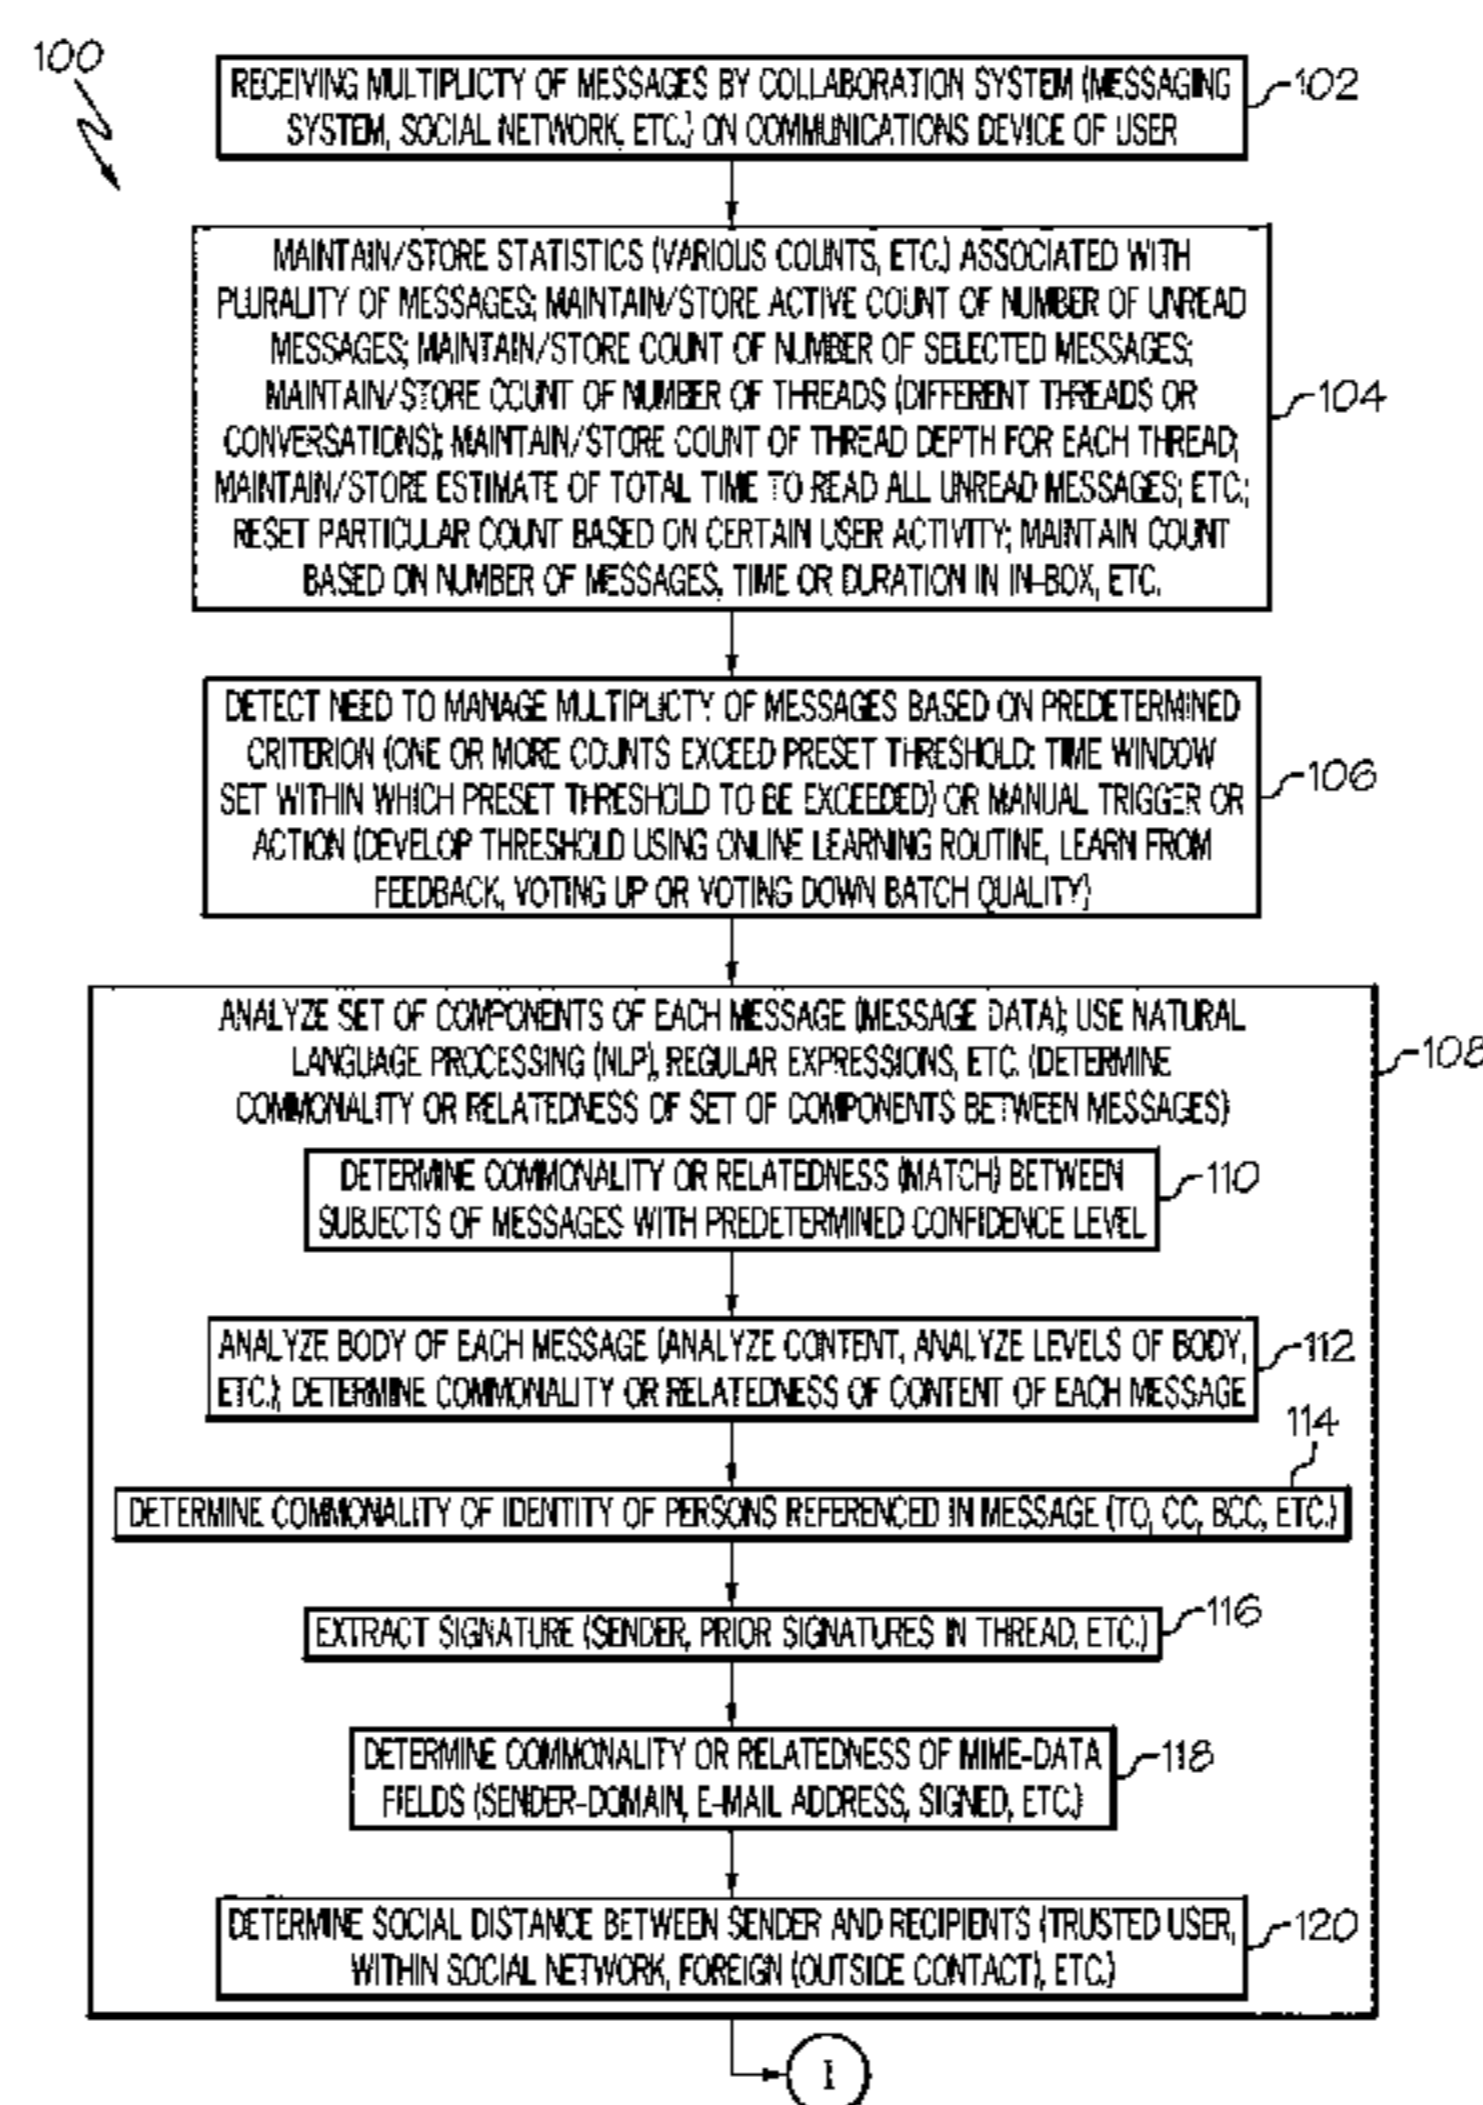 100
RECEIVING MULTIPLICTY OF MESSAGES BY COLLABORATION SYSTEM (MESSAGING
SYSTEM, SOCIAL NETWORK, ETC.) ON COMMUNICATIONS DEVICE OF USER
102
MAINTAIN/STORE STATISTICS (VARIOUS COUNTS, ETC.) ASSOCIATED WITH
PLURALITY OF MESSAGES; MAINTAIN/STORE ACTIVE COUNT OF NUMBER OF UNREAD
MESSAGES; MAINTAIN/STORE COUNT OF NUMBER OF SELECTED MESSAGES;
MAINTAIN/STORE COUNT OF NUMBER OF THREADS (DIFFERENT THREADS OR
CONVERSATIONS); MAINTAIN/STORE COUNT OF THREAD DEPTH FOR EACH THREAD;
MAINTAIN/STORE ESTIMATE OF TOTAL TIME TO READ ALL UNREAD MESSAGES; ETC.;
RESET PARTICULAR COUNT BASED ON CERTAIN USER ACTIVITY; MAINTAIN COUNT
BASED ON NUMBER OF MESSAGES, TIME OR DURATION IN IN-BOX, ETC.
104
DETECT NEED TO MANAGE MULTIPLICTY OF MESSAGES BASED ON PREDETERMINED
CRITERION (ONE OR MORE COUNTS EXCEED PRESET THRESHOLD: TIME WINDOW
SET WITHIN WHICH PRESET THRESHOLD TO BE EXCEEDED) OR MANUAL TRIGGER OR
ACTION (DEVELOP THRESHOLD USING ONLINE LEARNING ROUTINE, LEARN FROM
FEEDBACK, VOTING UP OR VOTING DOWN BATCH QUALITY)
106
ANALYZE SET OF COMPONENTS OF EACH MESSAGE (MESSAGE DATA); USE NATURAL
LANGUAGE PROCESSING (NLP), REGULAR EXPRESSIONS, ETC. (DETERMINE
COMMONALITY OR RELATEDNESS OF SET OF COMPONENTS BETWEEN MESSAGES)
108
DETERMINE COMMONALITY OR RELATEDNESS (MATCH) BETWEEN
SUBJECTS OF MESSAGES WITH PREDETERMINED CONFIDENCE LEVEL
110
ANALYZE BODY OF EACH MESSAGE (ANALYZE CONTENT, ANALYZE LEVELS OF BODY,
ETC.); DETERMINE COMMONALITY OR RELATEDNESS OF CONTENT OF EACH MESSAGE
112
114
DETERMINE COMMONALITY OF IDENTITY OF PERSONS REFERENCED IN MESSAGE (TO, CC, BCC, ETC.)
EXTRACT SIGNATURE (SENDER, PRIOR SIGNATURES IN THREAD, ETC.)
116
DETERMINE COMMONALITY OR RELATEDNESS OF MIME-DATA
FIELDS (SENDER-DOMAIN, E-MAIL ADDRESS, SIGNED, ETC.)
118
DETERMINE SOCIAL DISTANCE BETWEEN SENDER AND RECIPIENTS (TRUSTED USER,
WITHIN SOCIAL NETWORK, FOREIGN (OUTSIDE CONTACT), ETC.)
120
1